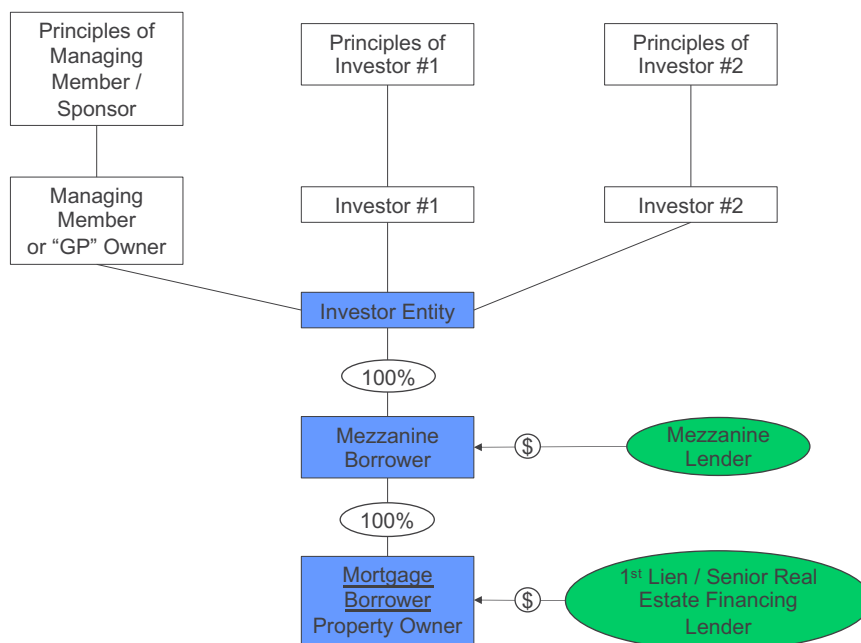 Principles of
Managing
Member /
Sponsor
Principles of
Investor #1
Principles of
Investor #2
Managing
Member
or “GP” Owner
Investor #1
Investor #2
Investor Entity
100%
Mezzanine
Borrower
$
Mezzanine
Lender
100%
Mortgage
Borrower
Property Owner
$
1st Lien / Senior Real
Estate Financing
Lender